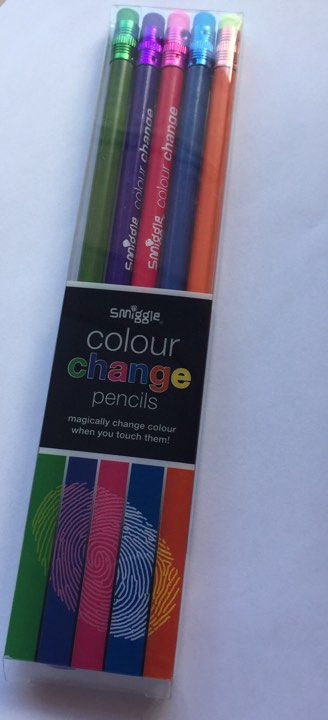 smiggle colour change
smiggle colour change
smiggle
colour
change
pencils
magically change colour
when you touch them!